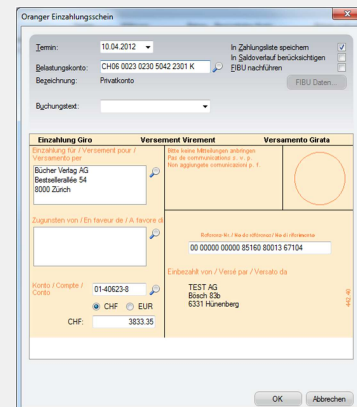 Oranger Einzahlungsschein
Termin: 10.04.2012
In Zahlungsliste speichern
In Saldoverlauf berücksichtigen
Belastungskonto: CH06 0023 0230 5042 2301 K
FIBU nachführen
Bezeichnung: Privatkonto
FIBU Daten...
Buchungstext:
Einzahlung Giro Versement Virement Versamento Girata
Einzahlung für / Versement pour /
Versamento per
Bitte keine Mitteilungen anbringen
Pas de communications s. v. p.
Non aggiungete comunicazioni p. f.
Bücher Verlag AG
Bestsellerallée 54
8000 Zürich
Zugunsten von / En faveur de / A favore di
Referenz-Nr. / No de référence / No di riferimento
00 00000 00000 85160 80013 67104
Einbezahlt von / Versé par / Versato da
Konto / Compte /
Conto
01-40623-8
CHF EUR
CHF: 3833.35
TEST AG
Bösch 83b
6331 Hünenberg
OK Abbrechen